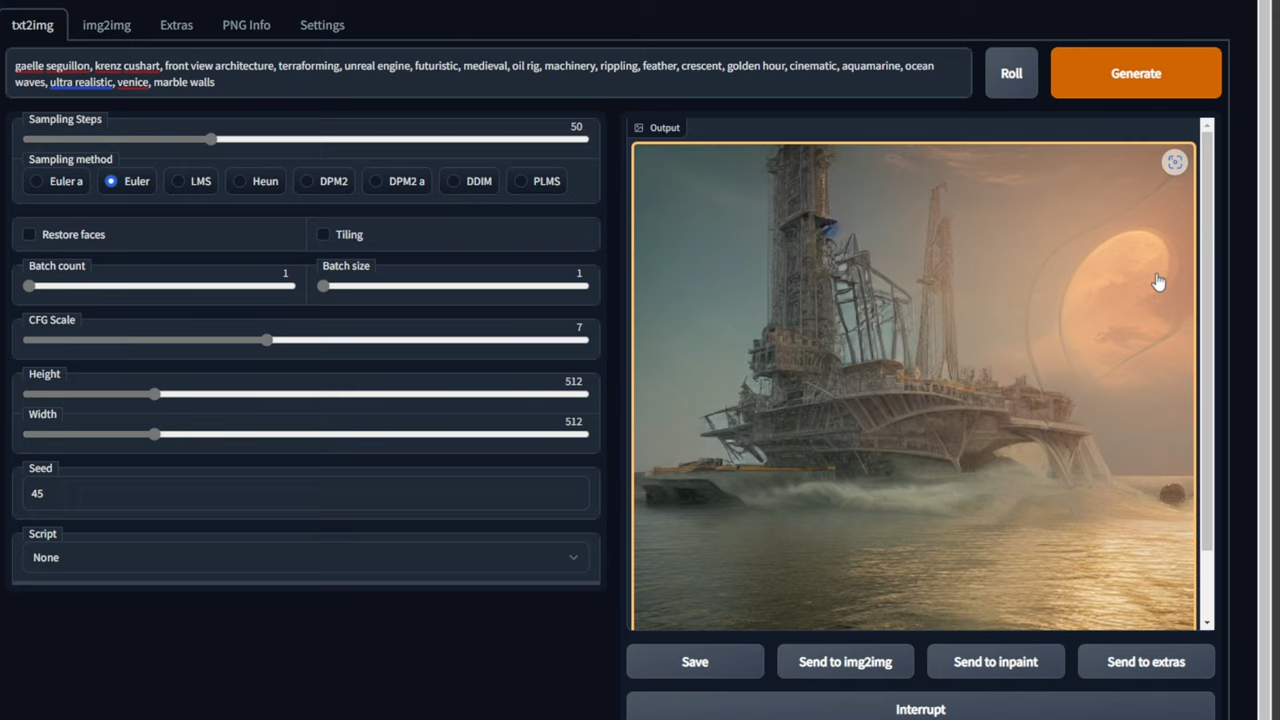 txt2img img2img Extras PNG Info Settings
gaelle seguillon, krenz cushart, front view architecture, terraforming, unreal engine, futuristic, medieval, oil rig, machinery, rippling, feather, crescent, golden hour, cinematic, aquamarine, ocean
waves, ultra realistic, venice, marble walls
Roll
Generate
Sampling Steps
50
Sampling method
Euler a Euler LMS Heun DPM2 DPM2 a DDIM PLMS
Restore faces Tiling
Batch count 1 Batch size 1
CFG Scale
7
Height
512
Width
512
Seed
45
Script
None
Output
Save Send to img2img Send to inpaint Send to extras
Interrupt